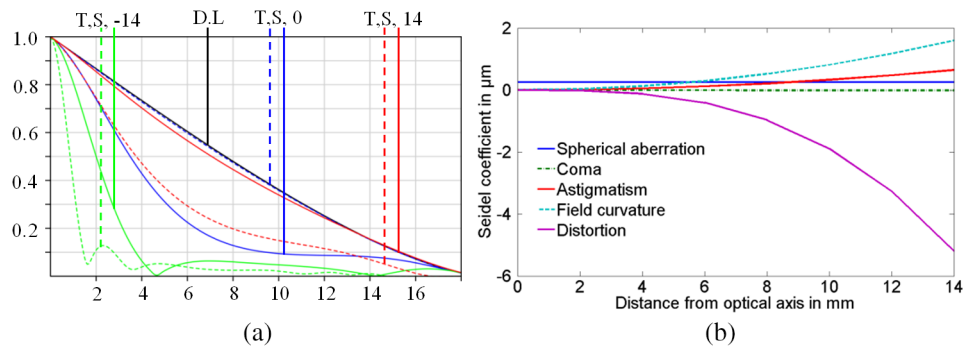 T,S, -14 D.L T,S, 0 T,S, 14
1.0
0.8
0.6
0.4
0.2
2 4 6 8 10 12 14 16
(a)
Seidel coefficient in µm
2
0
-2
-4
-6
Spherical aberration
Coma
Astigmatism
Field curvature
Distortion
0 2 4 6 8 10 12 14
Distance from optical axis in mm
(b)